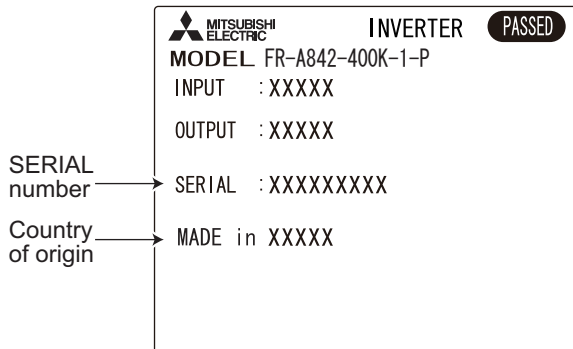 MITSUBISHI ELECTRIC INVERTER PASSED
MODEL FR-A842-400K-1-P
INPUT : XXXXX
OUTPUT : XXXXX
SERIAL number
SERIAL : XXXXXXXXX
Country of origin
MADE in XXXXX